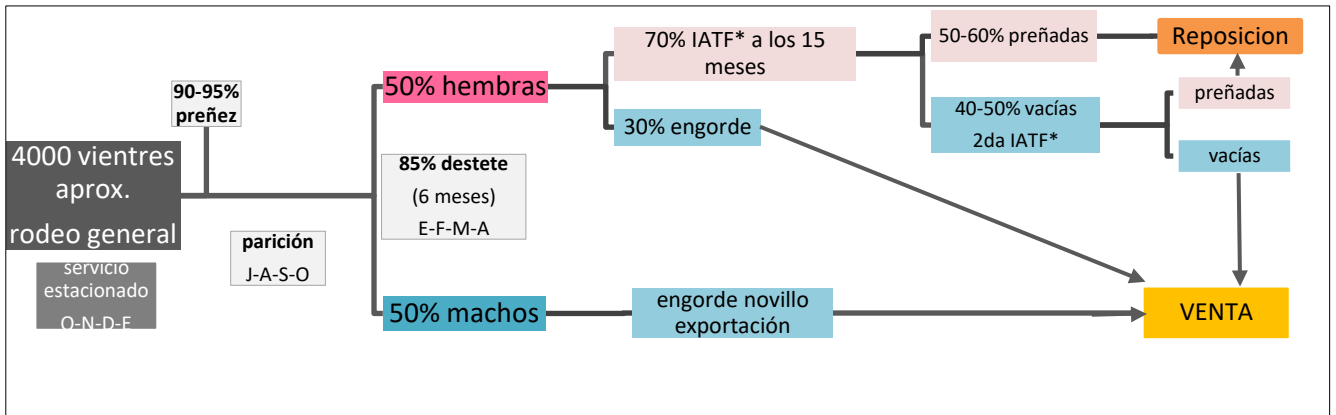 4000 vientres
aprox.
rodeo general
servicio
estacionado
O-N-D-E
90-95%
preñez
parición
J-A-S-O
50% hembras
85% destete
(6 meses)
E-F-M-A
50% machos
70% IATF* a los 15
meses
30% engorde
engorde novillo
exportación
50-60% preñadas
40-50% vacías
2da IATF*
Reposicion
preñadas
vacías
VENTA